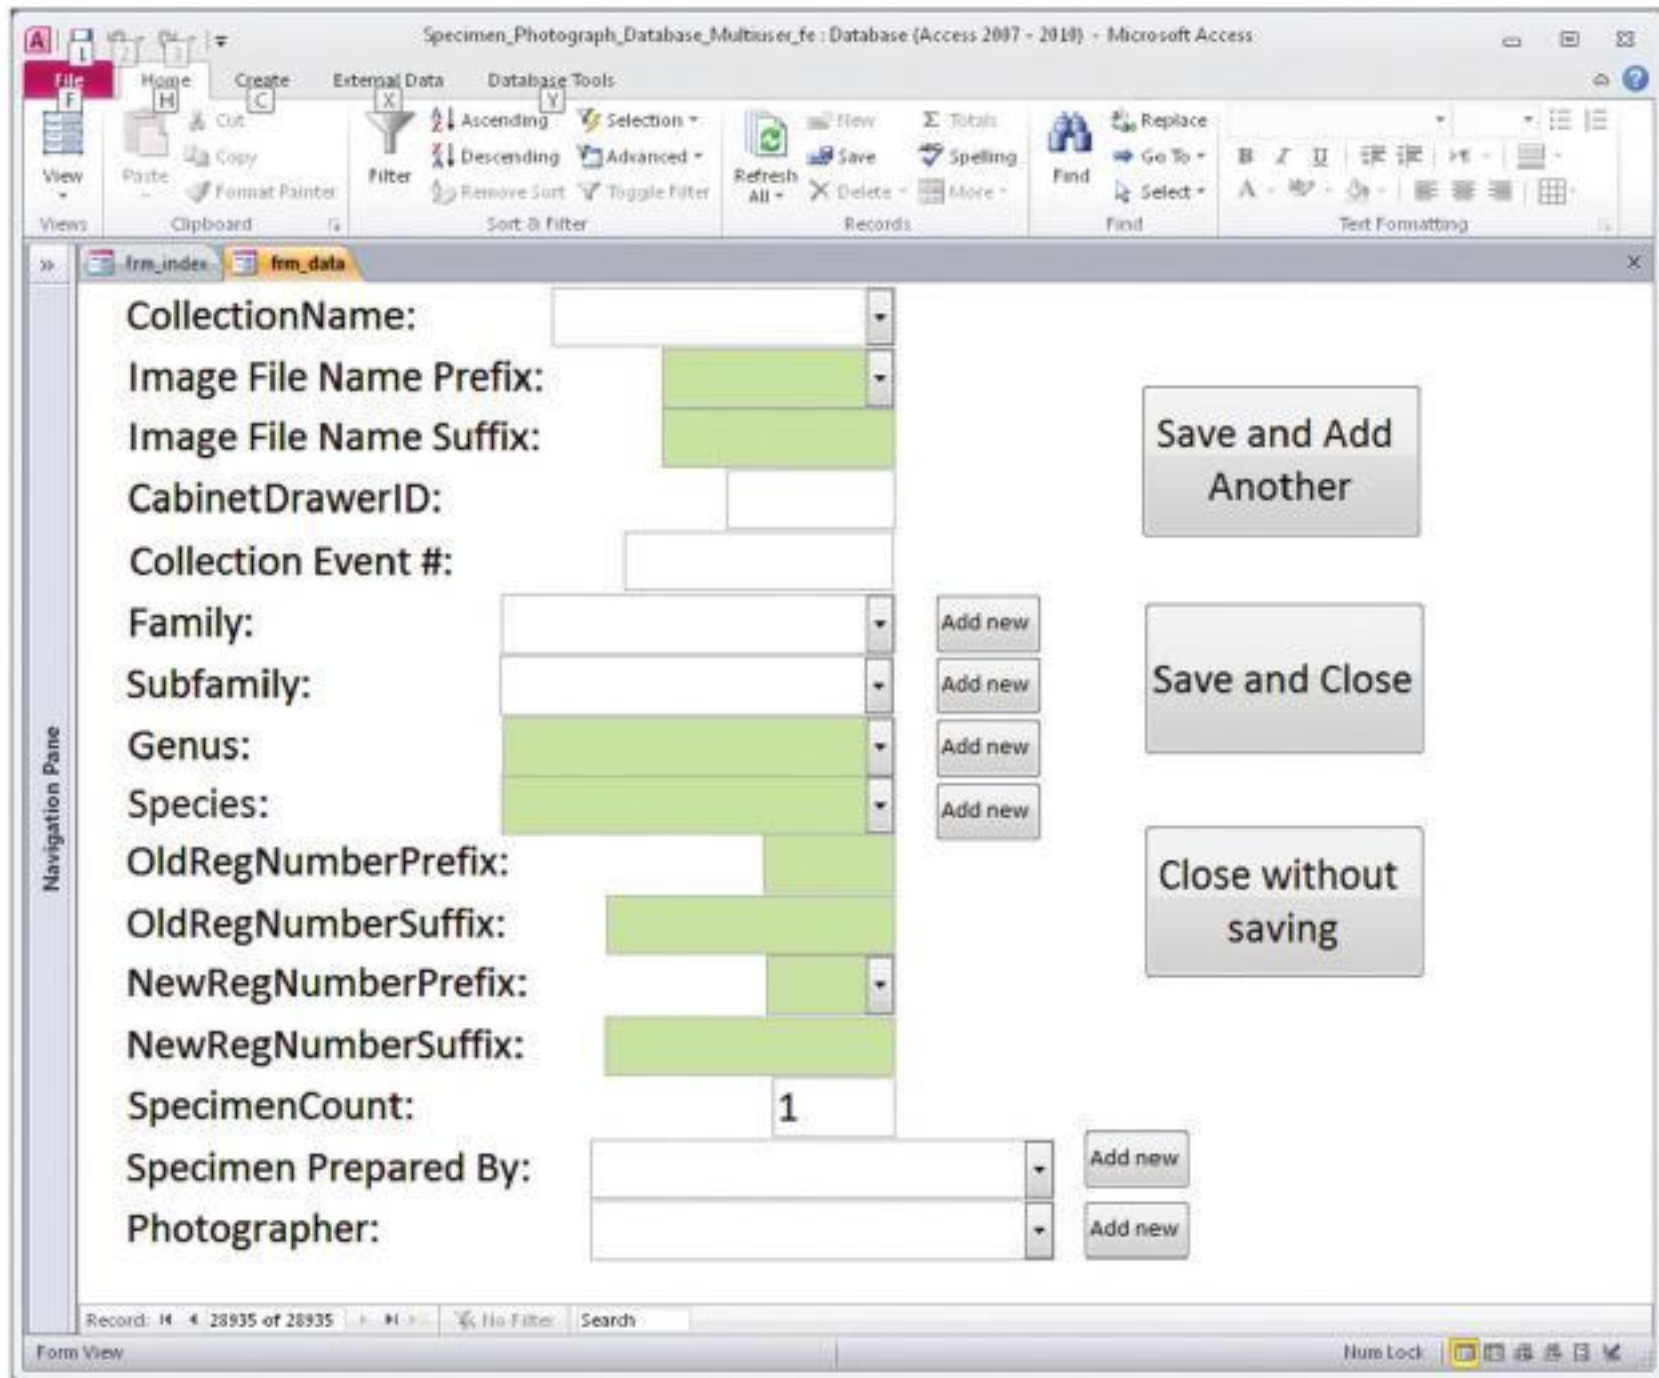 Specimen_Photograph_Database_Multiuser_fe : Database (Access 2007 - 2010) - Microsoft Access
1 2 3
File Home Create External Data Database Tools
F H C X Y
View
Views
Paste
Cut
Copy
Format Painter
Clipboard
Filter
Ascending
Descending
Remove Sort
Selection
Advanced
Toggle Filter
Sort & Filter
Refresh
All
New
Save
Delete
Totals
Spelling
More
Records
Find
Replace
Go To
Select
Find
B I U
A
Text Formatting
frm_index frm_data
Navigation Pane
CollectionName:
Image File Name Prefix:
Image File Name Suffix:
CabinetDrawerID:
Collection Event #:
Family: Add new
Subfamily: Add new
Genus: Add new
Species: Add new
OldRegNumberPrefix:
OldRegNumberSuffix:
NewRegNumberPrefix:
NewRegNumberSuffix:
SpecimenCount: 1
Specimen Prepared By: Add new
Photographer: Add new
Save and Add
Another
Save and Close
Close without
saving
Record: 28935 of 28935 No Filter Search
Form View Num Lock